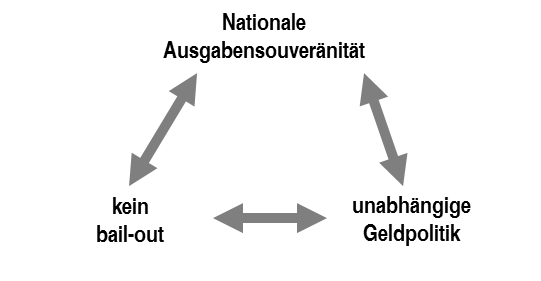 Nationale
Ausgabensouveränität
kein
bail-out
unabhängige
Geldpolitik